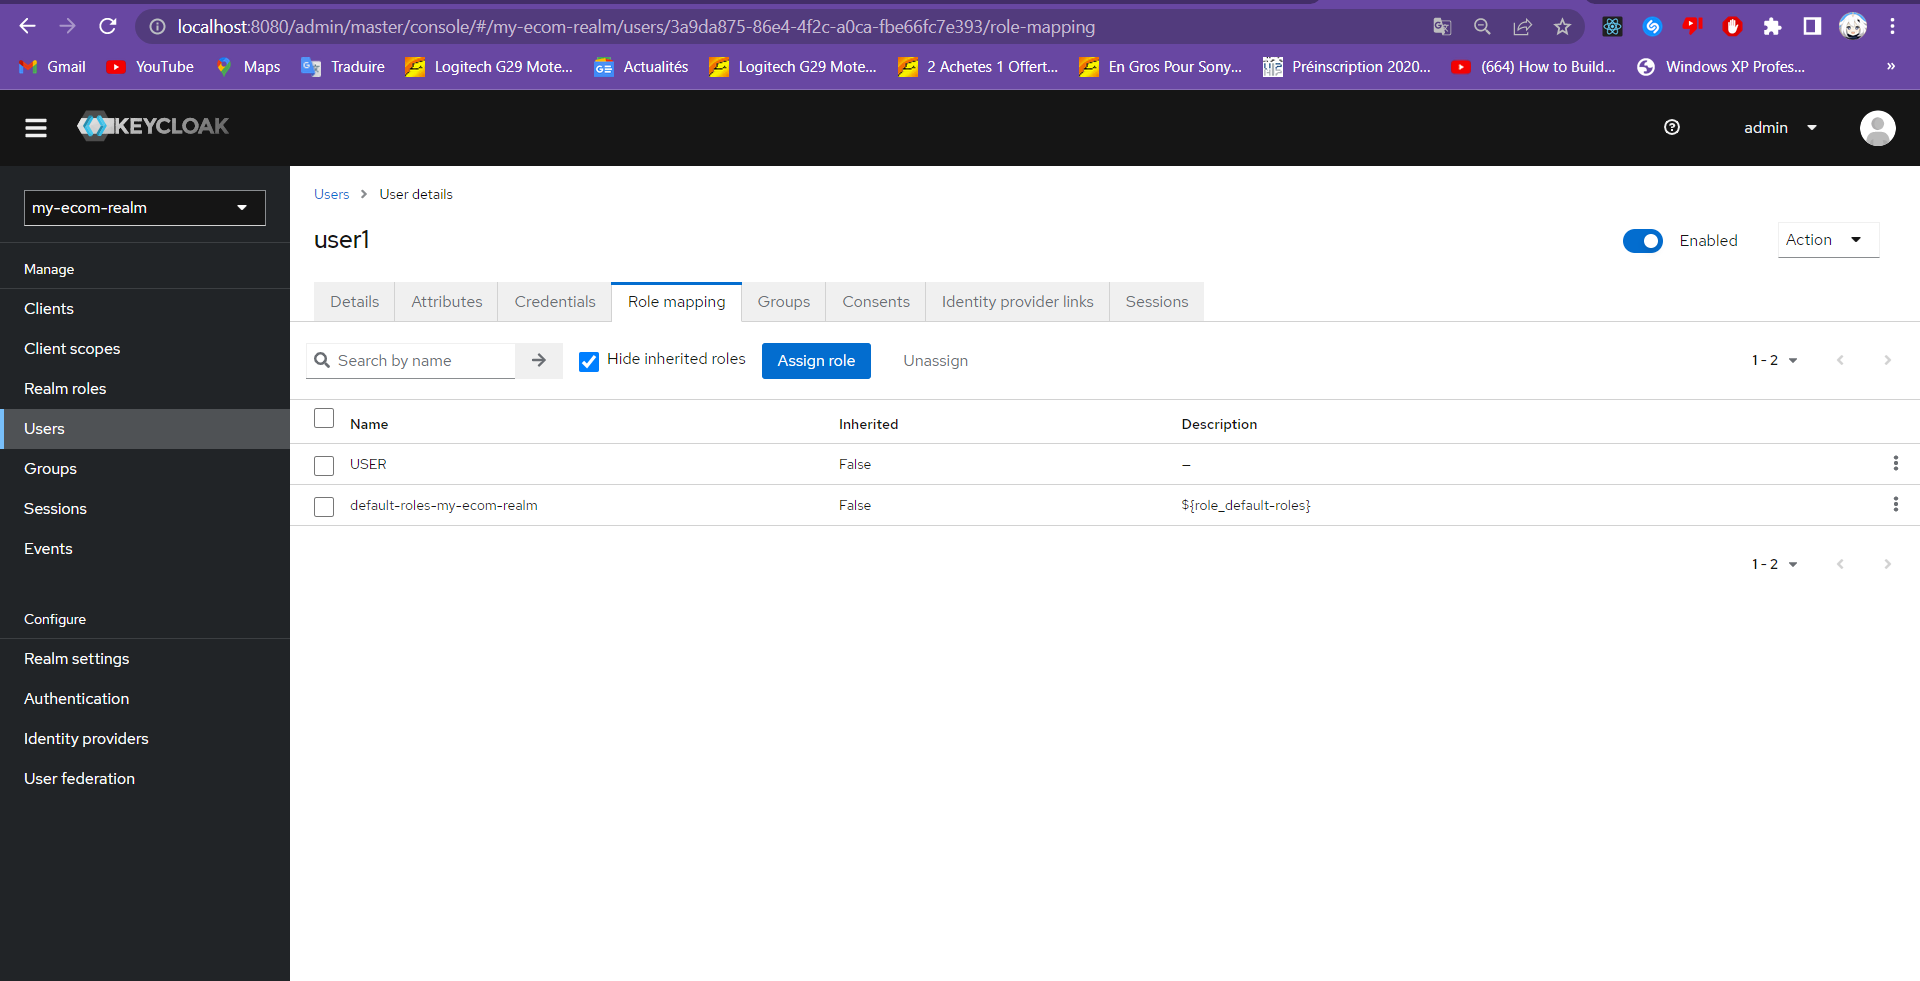 localhost:8080/admin/master/console/#/my-ecom-realm/users/3a9da875-86e4-4f2c-a0ca-fbe66fc7e393/role-mapping
Gmail YouTube Maps Traduire Logitech G29 Mote... Actualités Logitech G29 Mote... 2 Achetes 1 Offert... En Gros Pour Sony... Préinscription 2020... (664) How to Build... Windows XP Profes... »
KEYCLOAK
admin
my-ecom-realm
Manage
Clients
Client scopes
Realm roles
Users
Groups
Sessions
Events
Configure
Realm settings
Authentication
Identity providers
User federation
Users > User details
user1
Enabled
Action
Details Attributes Credentials Role mapping Groups Consents Identity provider links Sessions
Search by name Hide inherited roles Assign role Unassign 1 - 2
Name Inherited Description
USER False –
default-roles-my-ecom-realm False ${role_default-roles}
1 - 2